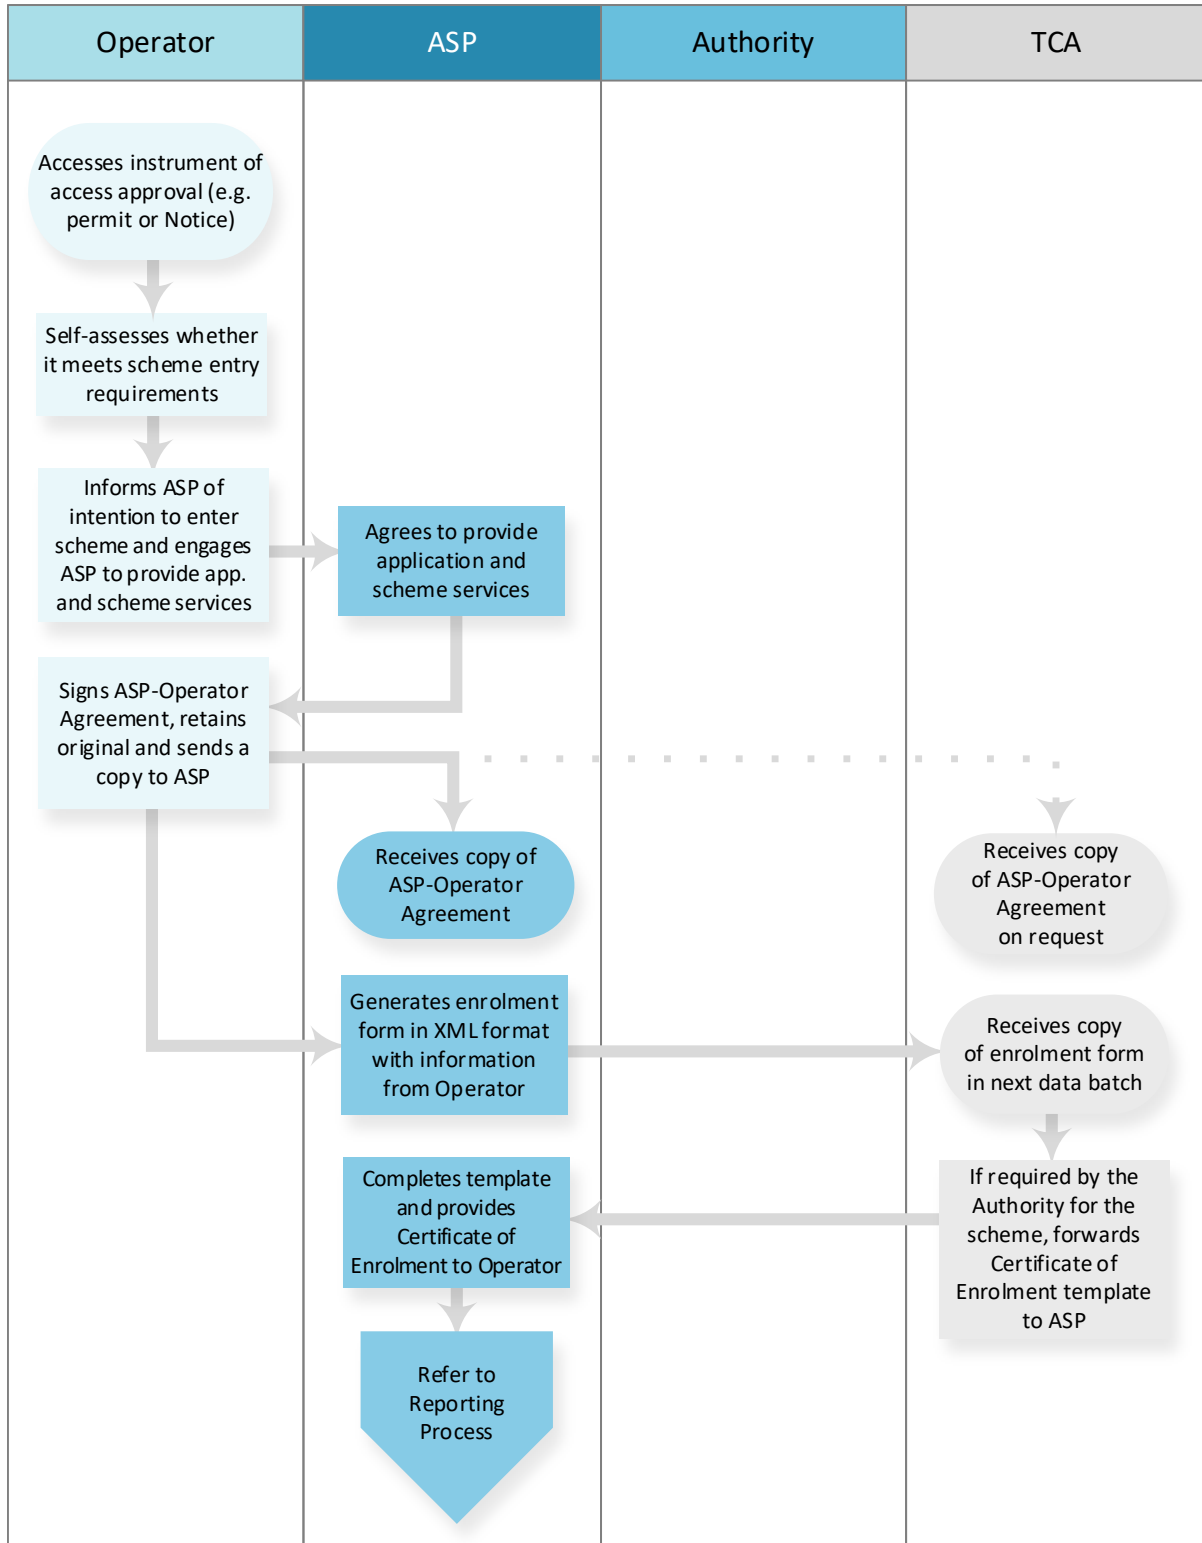 Operator
ASP
Authority
TCA
Accesses instrument of
access approval (e.g.
permit or Notice)
Self-assesses whether
it meets scheme entry
requirements
Informs ASP of
intention to enter
scheme and engages
ASP to provide app.
and scheme services
Agrees to provide
application and
scheme services
Signs ASP-Operator
Agreement, retains
original and sends a
copy to ASP
Receives copy of
ASP-Operator
Agreement
Receives copy
of ASP-Operator
Agreement
on request
Generates enrolment
form in XML format
with information
from Operator
Receives copy
of enrolment form
in next data batch
If required by the
Authority for the
scheme, forwards
Certificate of
Enrolment template
to ASP
Completes template
and provides
Certificate of
Enrolment to Operator
Refer to
Reporting
Process